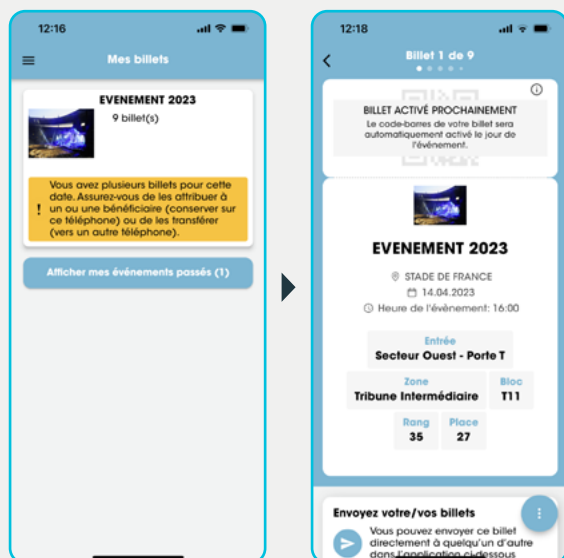 12:16
Mes billets
EVENEMENT 2023
9 billet(s)
! Vous avez plusieurs billets pour cette
date. Assurez-vous de les attribuer à
un ou une bénéficiaire (conserver sur
ce téléphone) ou de les transférer
(vers un autre téléphone).
Afficher mes événements passés (1)
12:18
Billet 1 de 9
BILLET ACTIVÉ PROCHAINEMENT
Le code-barres de votre billet sera
automatiquement activé le jour de
l'événement.
EVENEMENT 2023
STADE DE FRANCE
14.04.2023
Heure de l'évènement: 16:00
Entrée
Secteur Ouest - Porte T
Zone Bloc
Tribune Intermédiaire T11
Rang Place
35 27
Envoyez votre/vos billets
Vous pouvez envoyer ce billet
directement à quelqu'un d'autre
dans l'application ci-dessous